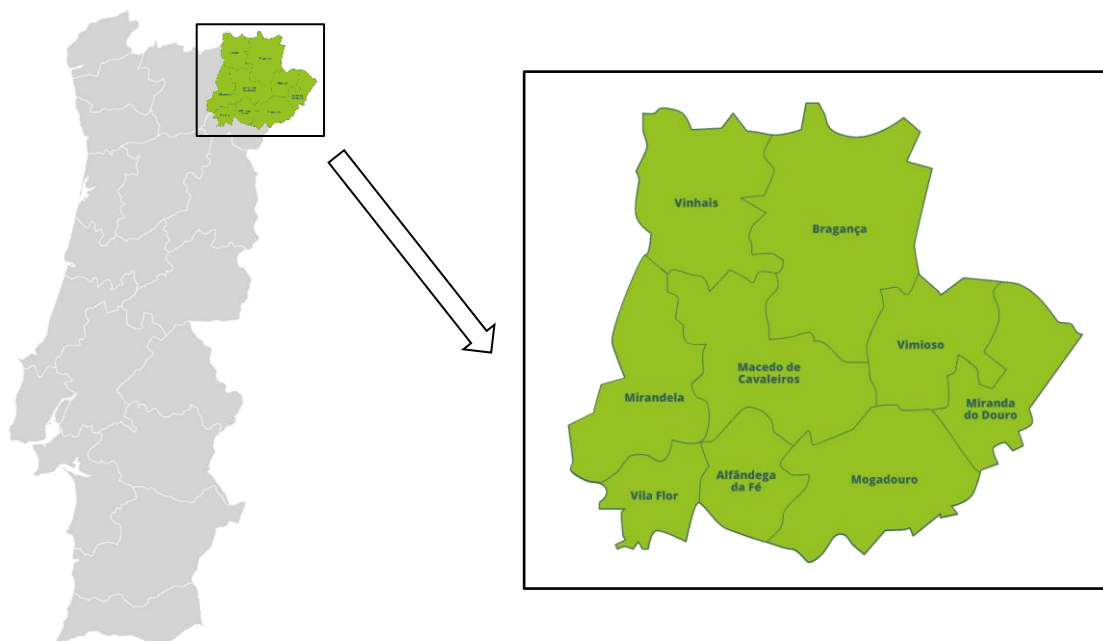 Vinhais
Bragança
Vimioso
Macedo de
Cavaleiros
Mirandela
Miranda
do Douro
Alfândega
da Fé
Mogadouro
Vila Flor